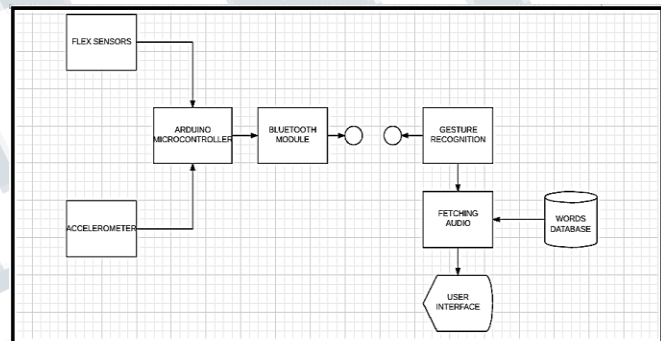 FLEX SENSORS
ARDUINO
MICROCONTROLLER
BLUETOOTH
MODULE
GESTURE
RECOGNITION
ACCELEROMETER
FETCHING
AUDIO
WORDS
DATABASE
USER
INTERFACE